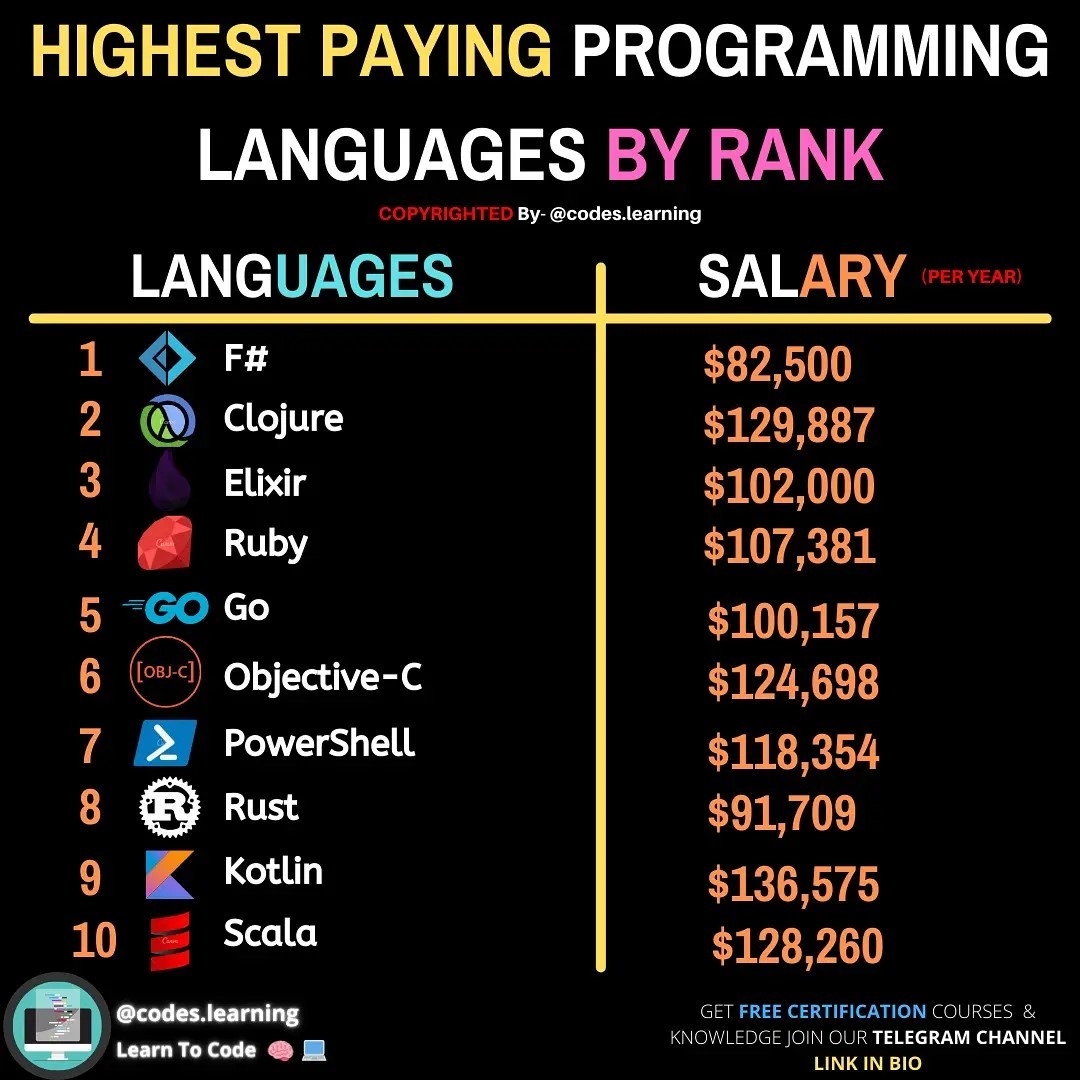 HIGHEST PAYING PROGRAMMING
LANGUAGES BY RANK
COPYRIGHTED By- @codes.learning
LANGUAGES SALARY (PER YEAR)
1 F# $82,500
2 Clojure $129,887
3 Elixir $102,000
4 Ruby $107,381
5 GO Go $100,157
6 [OBJ-C] Objective-C $124,698
7 PowerShell $118,354
8 R Rust $91,709
9 Kotlin $136,575
10 Scala $128,260
@codes.learning
Learn To Code
GET FREE CERTIFICATION COURSES &
KNOWLEDGE JOIN OUR TELEGRAM CHANNEL
LINK IN BIO